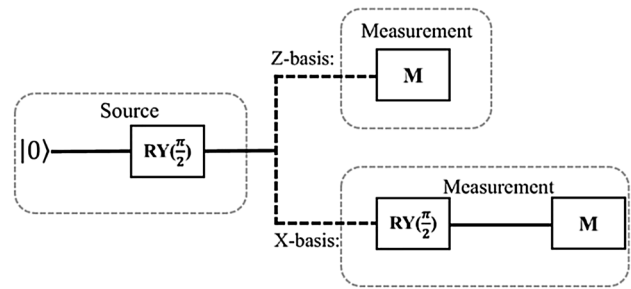 Measurement
Z-basis:
M
Source
|0⟩
RY(π/2)
Measurement
RY(π/2)
M
X-basis: